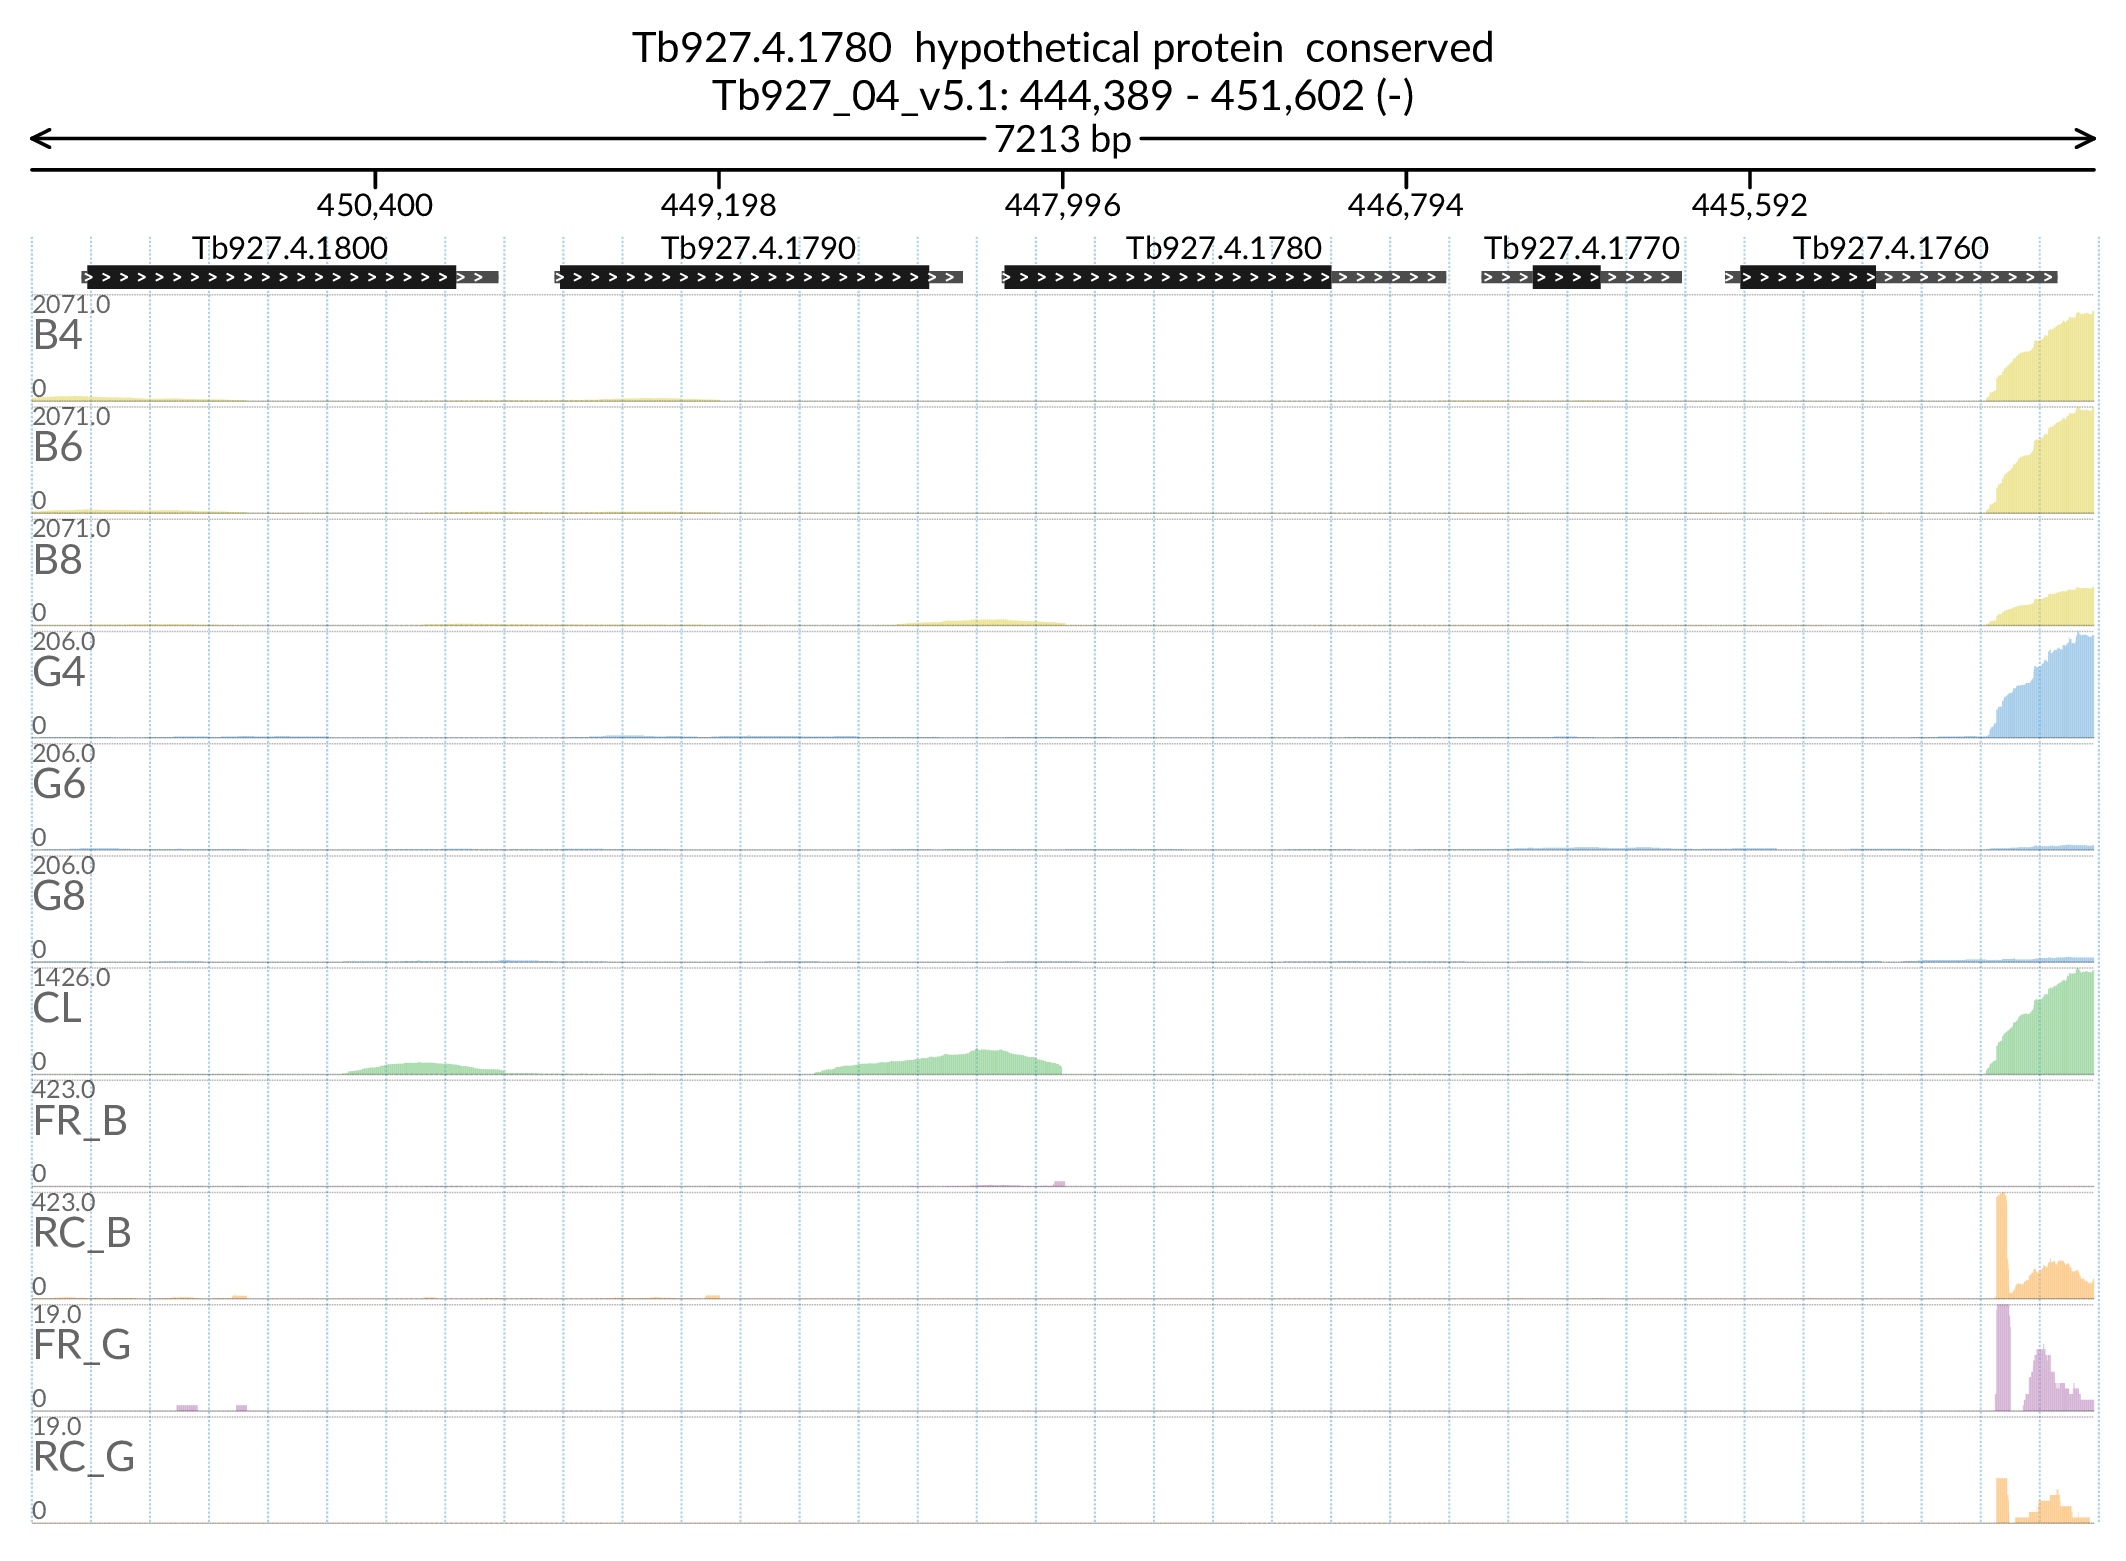 Tb927.4.1780 hypothetical protein conserved
Tb927_04_v5.1: 444,389 - 451,602 (-)
7213 bp
450,400 449,198 447,996 446,794 445,592
Tb927.4.1800 Tb927.4.1790 Tb927.4.1780 Tb927.4.1770 Tb927.4.1760
2071.0
B4
0
2071.0
B6
0
2071.0
B8
0
206.0
G4
0
206.0
G6
0
206.0
G8
0
1426.0
CL
0
423.0
FR_B
0
423.0
RC_B
0
19.0
FR_G
0
19.0
RC_G
0